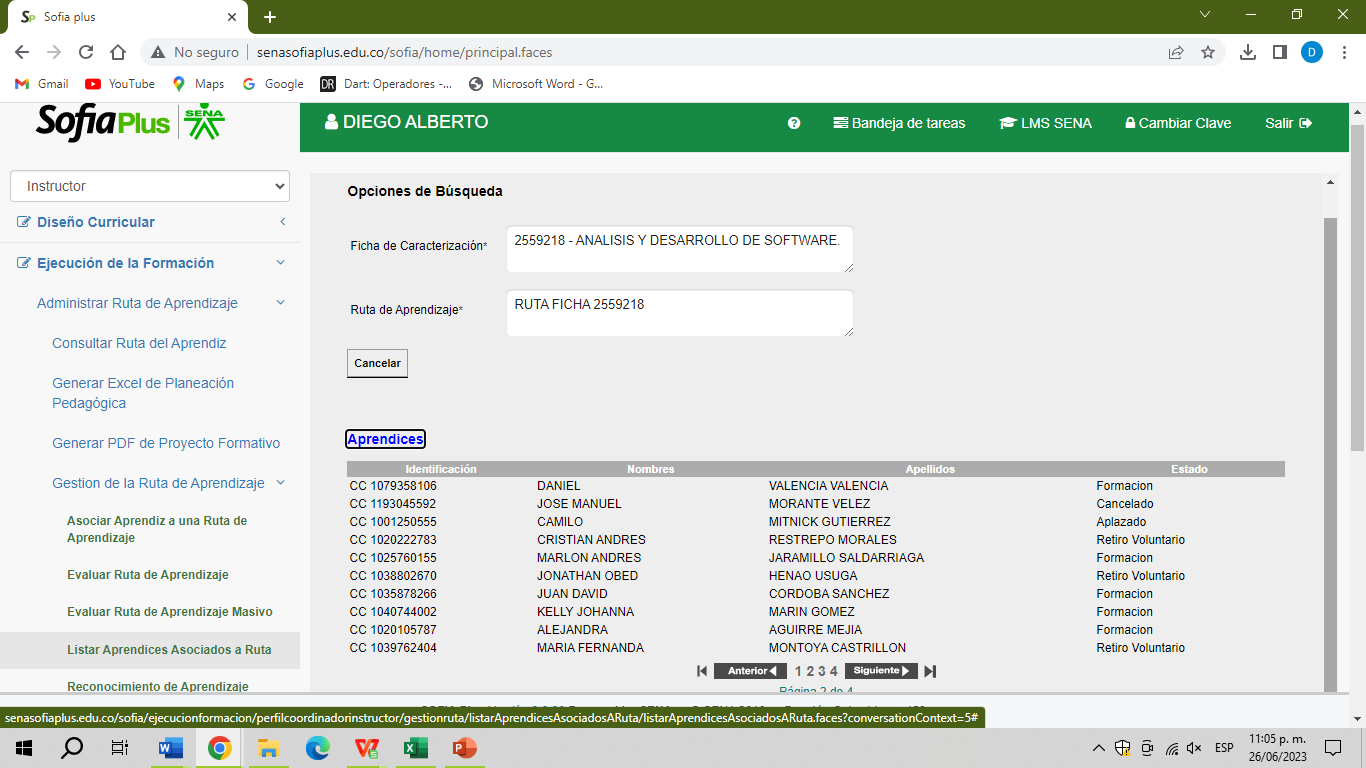 Sofia plus
No seguro senasofiaplus.edu.co/sofia/home/principal.faces
D
Gmail YouTube Maps Google DR Dart: Operadores -... Microsoft Word - G...
Sofia Plus SENA
DIEGO ALBERTO
Bandeja de tareas LMS SENA Cambiar Clave Salir
Instructor
Diseño Curricular
Ejecución de la Formación
Administrar Ruta de Aprendizaje
Consultar Ruta del Aprendiz
Generar Excel de Planeación
Pedagógica
Generar PDF de Proyecto Formativo
Gestion de la Ruta de Aprendizaje
Asociar Aprendiz a una Ruta de
Aprendizaje
Evaluar Ruta de Aprendizaje
Evaluar Ruta de Aprendizaje Masivo
Listar Aprendices Asociados a Ruta
Reconocimiento de Aprendizaje
Opciones de Búsqueda
Ficha de Caracterización* 2559218 - ANALISIS Y DESARROLLO DE SOFTWARE.
Ruta de Aprendizaje* RUTA FICHA 2559218
Cancelar
Aprendices
Identificación Nombres Apellidos Estado
CC 1079358106 DANIEL VALENCIA VALENCIA Formacion
CC 1193045592 JOSE MANUEL MORANTE VELEZ Cancelado
CC 1001250555 CAMILO MITNICK GUTIERREZ Aplazado
CC 1020222783 CRISTIAN ANDRES RESTREPO MORALES Retiro Voluntario
CC 1025760155 MARLON ANDRES JARAMILLO SALDARRIAGA Formacion
CC 1038802670 JONATHAN OBED HENAO USUGA Retiro Voluntario
CC 1035878266 JUAN DAVID CORDOBA SANCHEZ Formacion
CC 1040744002 KELLY JOHANNA MARIN GOMEZ Formacion
CC 1020105787 ALEJANDRA AGUIRRE MEJIA Formacion
CC 1039762404 MARIA FERNANDA MONTOYA CASTRILLON Retiro Voluntario
Anterior 1 2 3 4 Siguiente
Página 2 de 4
senasofiaplus.edu.co/sofia/ejecucionformacion/perfilcoordinadorinstructor/gestionruta/listarAprendicesAsociadosARuta/listarAprendicesAsociadosARuta.faces?conversationContext=5#
ESP
11:05 p. m.
26/06/2023